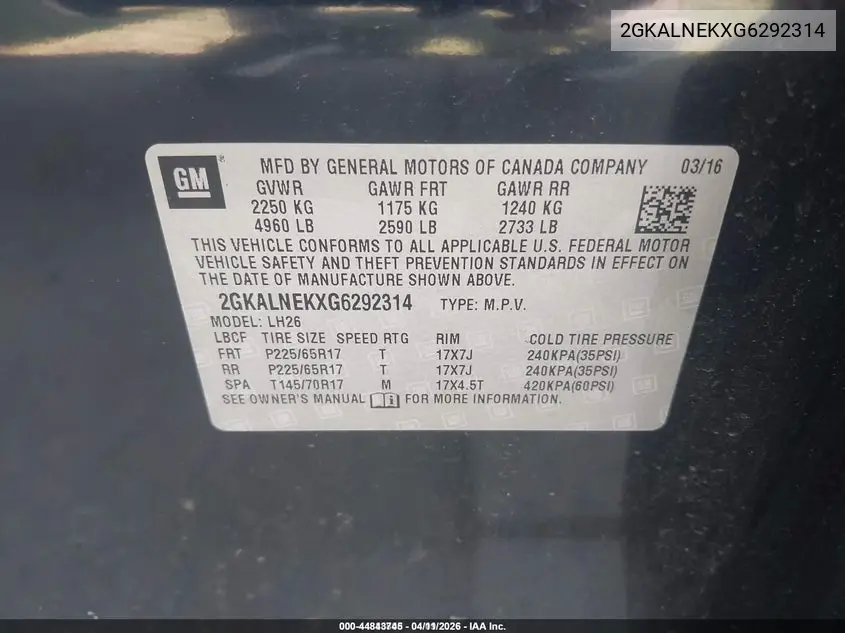 2GKALNEKXG6292314
GM
MFD BY GENERAL MOTORS OF CANADA COMPANY 03/16
GVWR GAWR FRT GAWR RR
2250 KG 1175 KG 1240 KG
4960 LB 2590 LB 2733 LB
THIS VEHICLE CONFORMS TO ALL APPLICABLE U.S. FEDERAL MOTOR
VEHICLE SAFETY AND THEFT PREVENTION STANDARDS IN EFFECT ON
THE DATE OF MANUFACTURE SHOWN ABOVE.
2GKALNEKXG6292314 TYPE: M.P.V.
MODEL: LH26
LBCF TIRE SIZE SPEED RTG RIM COLD TIRE PRESSURE
FRT P225/65R17 T 17X7J 240KPA(35PSI)
RR P225/65R17 T 17X7J 240KPA(35PSI)
SPA T145/70R17 M 17X4.5T 420KPA(60PSI)
SEE OWNER'S MANUAL FOR MORE INFORMATION.
- IAA Inc.